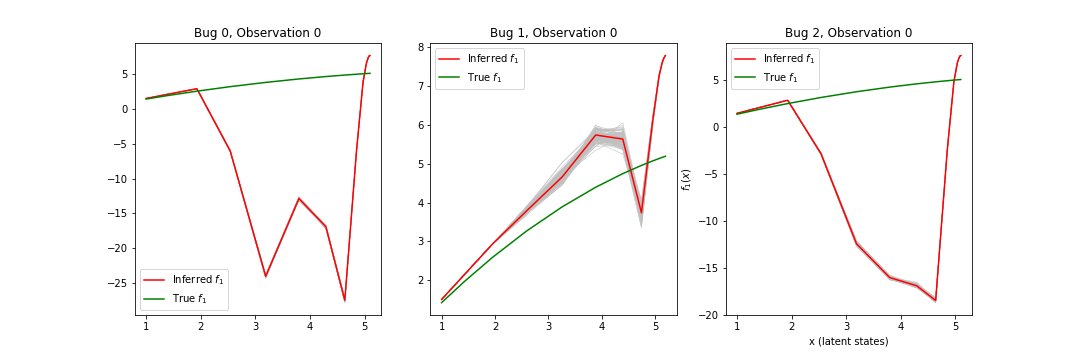 Bug 0, Observation 0
5
0
−5
−10
−15
−20
−25
Inferred f₁
True f₁
1 2 3 4 5
Bug 1, Observation 0
8
7
6
5
4
3
2
Inferred f₁
True f₁
1 2 3 4 5
Bug 2, Observation 0
f₁(x)
5
0
−5
−10
−15
−20
Inferred f₁
True f₁
1 2 3 4 5
x (latent states)